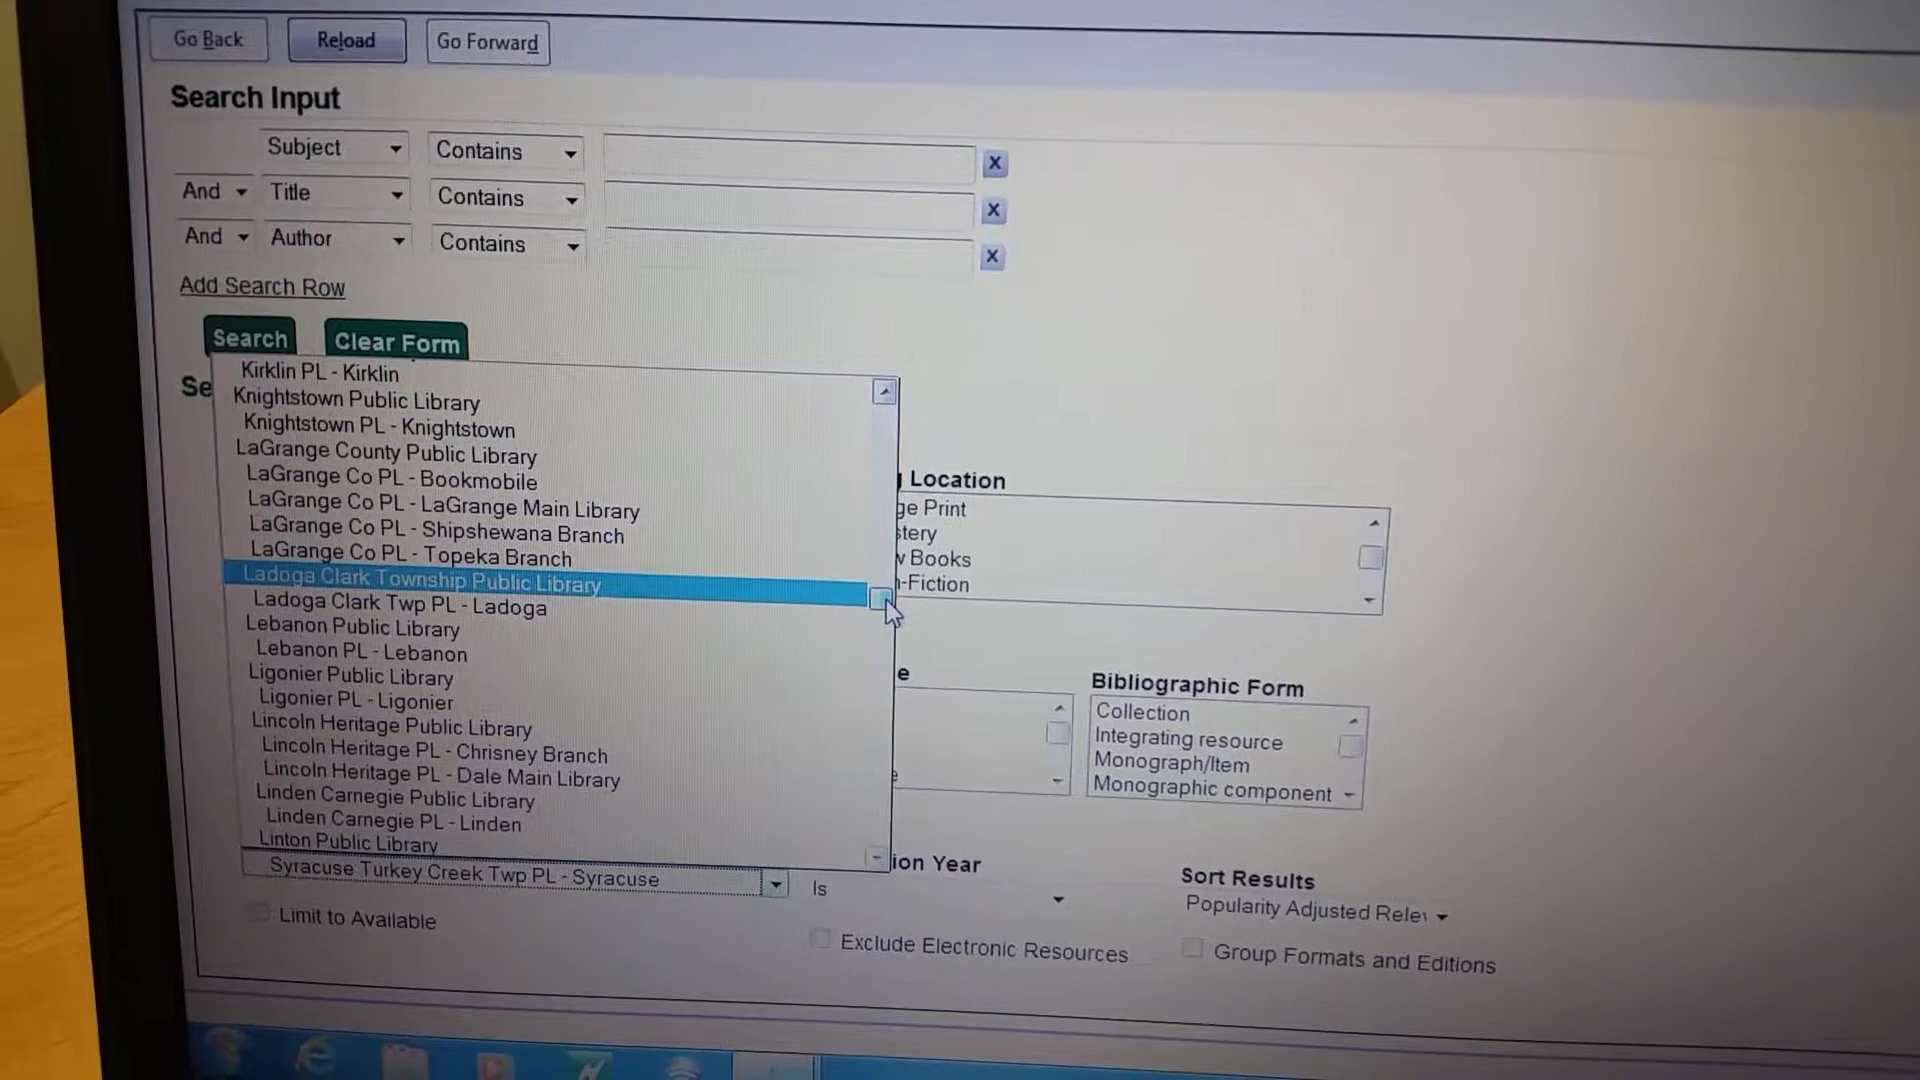 Go Back
Reload
Go Forward
Search Input
Subject
Contains
X
And
Title
Contains
X
And
Author
Contains
X
Add Search Row
Search
Clear Form
Se
Kirklin PL - Kirklin
Knightstown Public Library
Knightstown PL - Knightstown
LaGrange County Public Library
LaGrange Co PL - Bookmobile
LaGrange Co PL - LaGrange Main Library
LaGrange Co PL - Shipshewana Branch
LaGrange Co PL - Topeka Branch
Ladoga Clark Township Public Library
Ladoga Clark Twp PL - Ladoga
Lebanon Public Library
Lebanon PL - Lebanon
Ligonier Public Library
Ligonier PL - Ligonier
Lincoln Heritage Public Library
Lincoln Heritage PL - Chrisney Branch
Lincoln Heritage PL - Dale Main Library
Linden Carnegie Public Library
Linden Carnegie PL - Linden
Linton Public Library
Syracuse Turkey Creek Twp PL - Syracuse
Limit to Available
Location
ge Print
stery
Books
-Fiction
e
Bibliographic Form
Collection
Integrating resource
Monograph/Item
Monographic component
ion Year
Is
Exclude Electronic Resources
Sort Results
Popularity Adjusted Rele
Group Formats and Editions